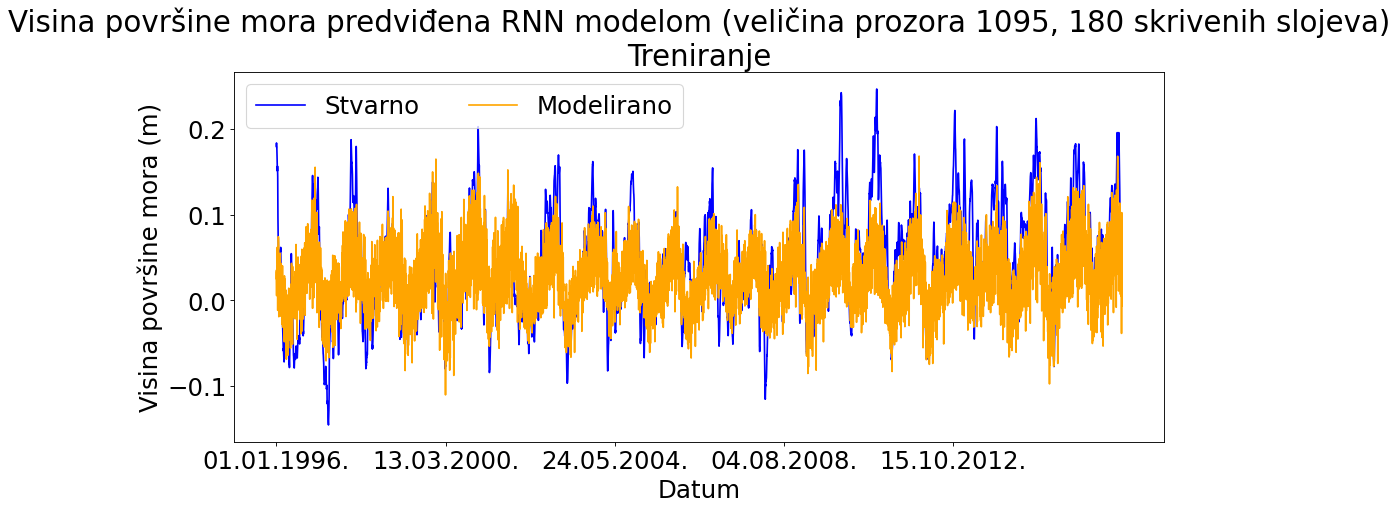 Visina površine mora predviđena RNN modelom (veličina prozora 1095, 180 skrivenih slojeva)
Treniranje
Stvarno Modelirano
Visina površine mora (m)
0.2
0.1
0.0
−0.1
01.01.1996. 13.03.2000. 24.05.2004. 04.08.2008. 15.10.2012.
Datum